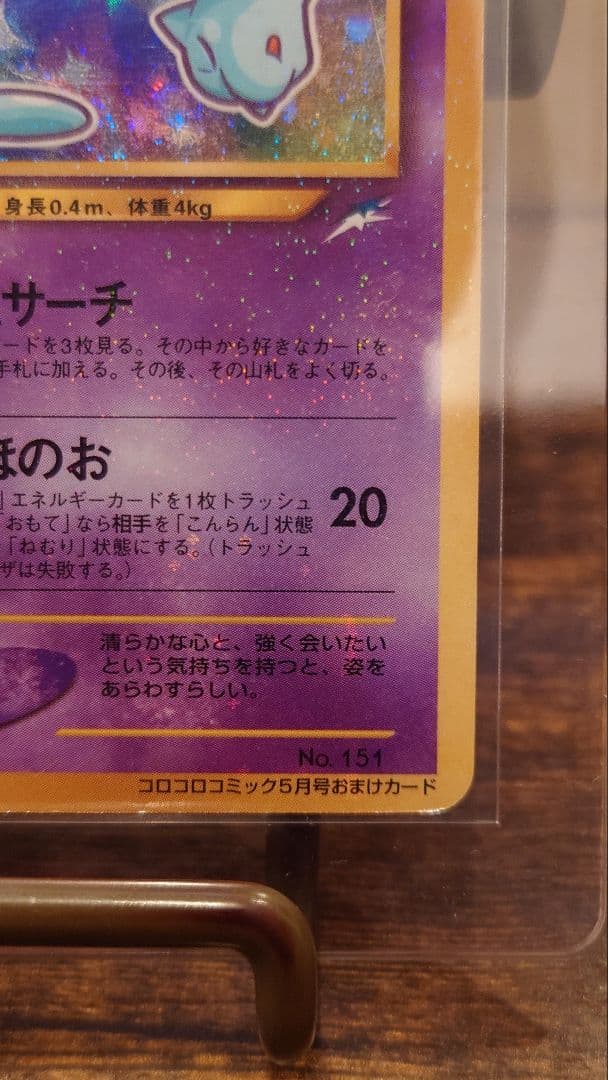 身長0.4m、体重4kg
サーチ
ードを3枚見る。その中から好きなカードを
手札に加える。その後、その山札をよく切る。
ほのお
」エネルギーカードを1枚トラッシュ
「おもて」なら相手を「こんらん」状態
「ねむり」状態にする。(トラッシュ
ザは失敗する。)
20
清らかな心と、強く会いたい
という気持ちを持つと、姿を
あらわすらしい。
No. 151
コロコロコミック5月号おまけカード